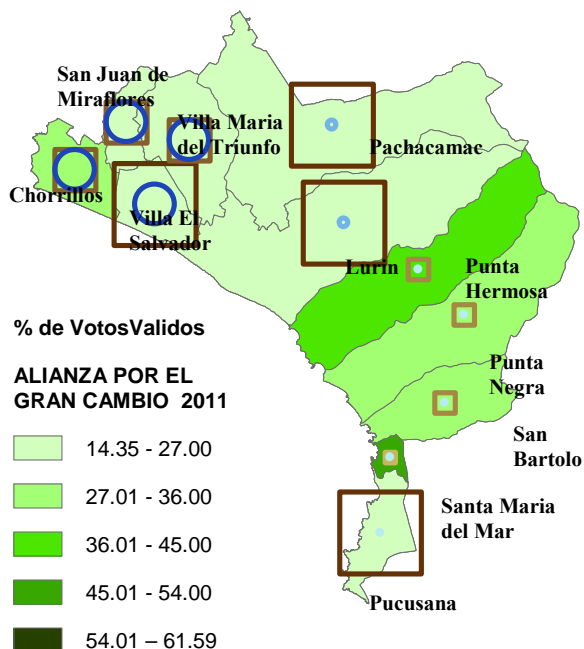 San Juan de
Miraflores
Villa Maria
del Triunfo
Pachacamac
Chorrillos
Villa El
Salvador
Lurin
Punta
Hermosa
% de VotosValidos
Punta
Negra
ALIANZA POR EL
GRAN CAMBIO 2011
San
Bartolo
14.35 - 27.00
27.01 - 36.00
Santa Maria
del Mar
36.01 - 45.00
45.01 - 54.00
Pucusana
54.01 – 61.59